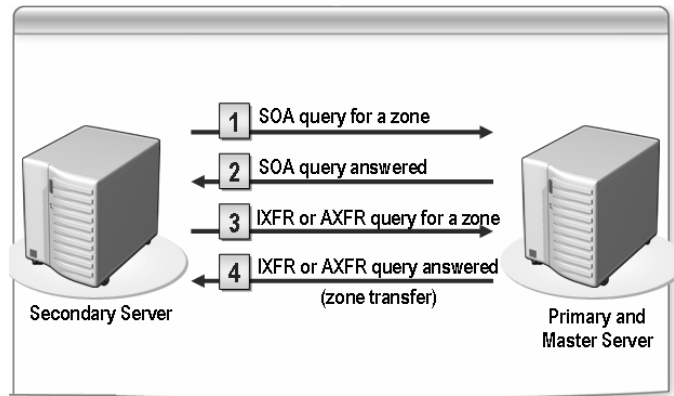 1 SOA query for a zone
2 SOA query answered
3 IXFR or AXFR query for a zone
4 IXFR or AXFR query answered
(zone transfer)
Secondary Server
Primary and
Master Server